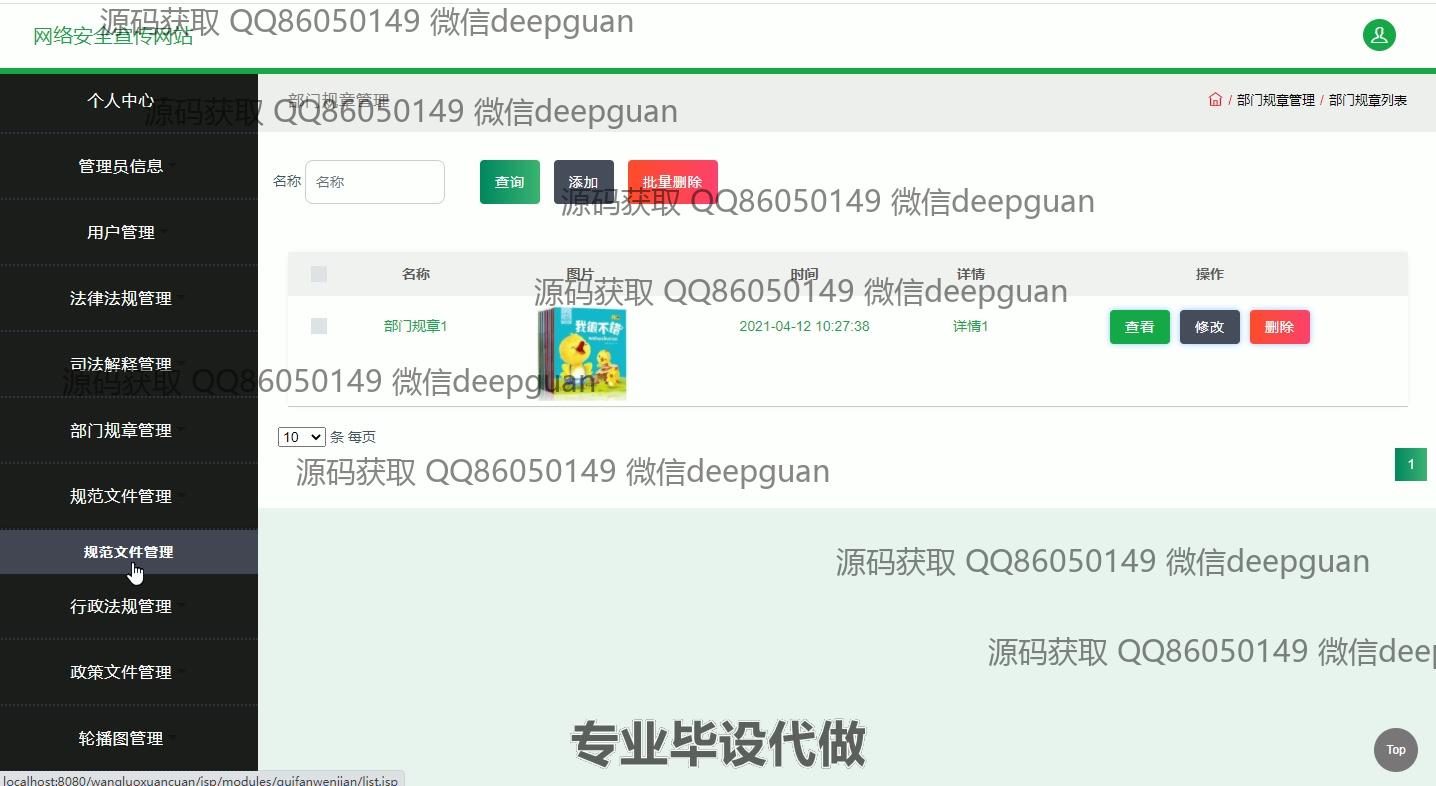 源码获取 QQ86050149 微信deepguan
网络安全宣传网站
个人中心
部门规章管理
/ 部门规章管理 / 部门规章列表
源码获取 QQ86050149 微信deepguan
管理员信息
名称
名称
查询
添加
批量删除
源码获取 QQ86050149 微信deepguan
用户管理
名称
图片
时间
详情
操作
源码获取 QQ86050149 微信deepguan
法律法规管理
部门规章1
我很不错
2021-04-12 10:27:38
详情1
查看
修改
删除
司法解释管理
源码获取 QQ86050149 微信deepguan
部门规章管理
10
条 每页
源码获取 QQ86050149 微信deepguan
1
规范文件管理
规范文件管理
源码获取 QQ86050149 微信deepguan
行政法规管理
源码获取 QQ86050149 微信deep
政策文件管理
轮播图管理
专业毕设代做
Top
localhost:8080/wangluoxuancuan/jsp/modules/guifanwenjian/list.jsp